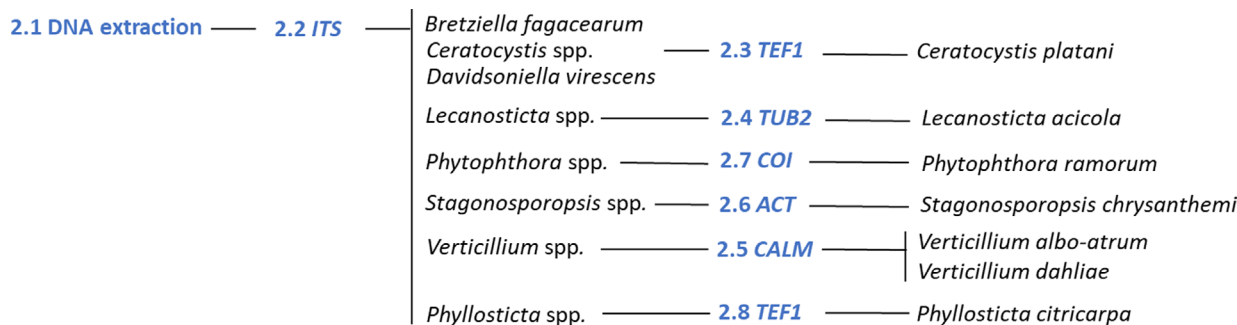 2.1 DNA extraction
2.2 ITS
Bretziella fagacearum
Ceratocystis spp.
2.3 TEF1
Ceratocystis platani
Davidsoniella virescens
Lecanosticta spp.
2.4 TUB2
Lecanosticta acicola
Phytophthora spp.
2.7 COI
Phytophthora ramorum
Stagonosporopsis spp.
2.6 ACT
Stagonosporopsis chrysanthemi
Verticillium spp.
2.5 CALM
Verticillium albo-atrum
Verticillium dahliae
Phyllosticta spp.
2.8 TEF1
Phyllosticta citricarpa